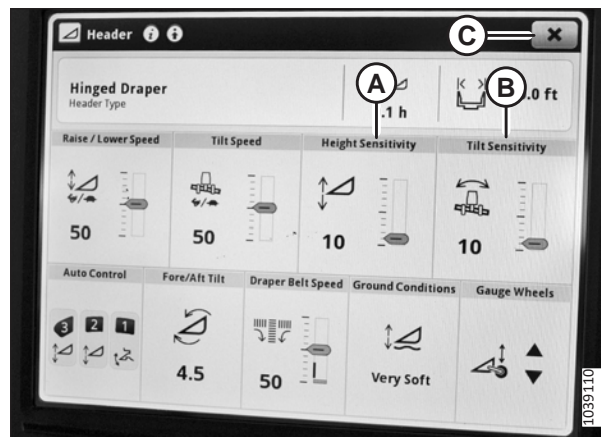 Header
C
Hinged Draper
Header Type
A
.1 h
B
.0 ft
Raise / Lower Speed
Tilt Speed
Height Sensitivity
Tilt Sensitivity
50
50
10
10
Auto Control
Fore/Aft Tilt
Draper Belt Speed
Ground Conditions
Gauge Wheels
3 2 1
4.5
50
Very Soft
1039110